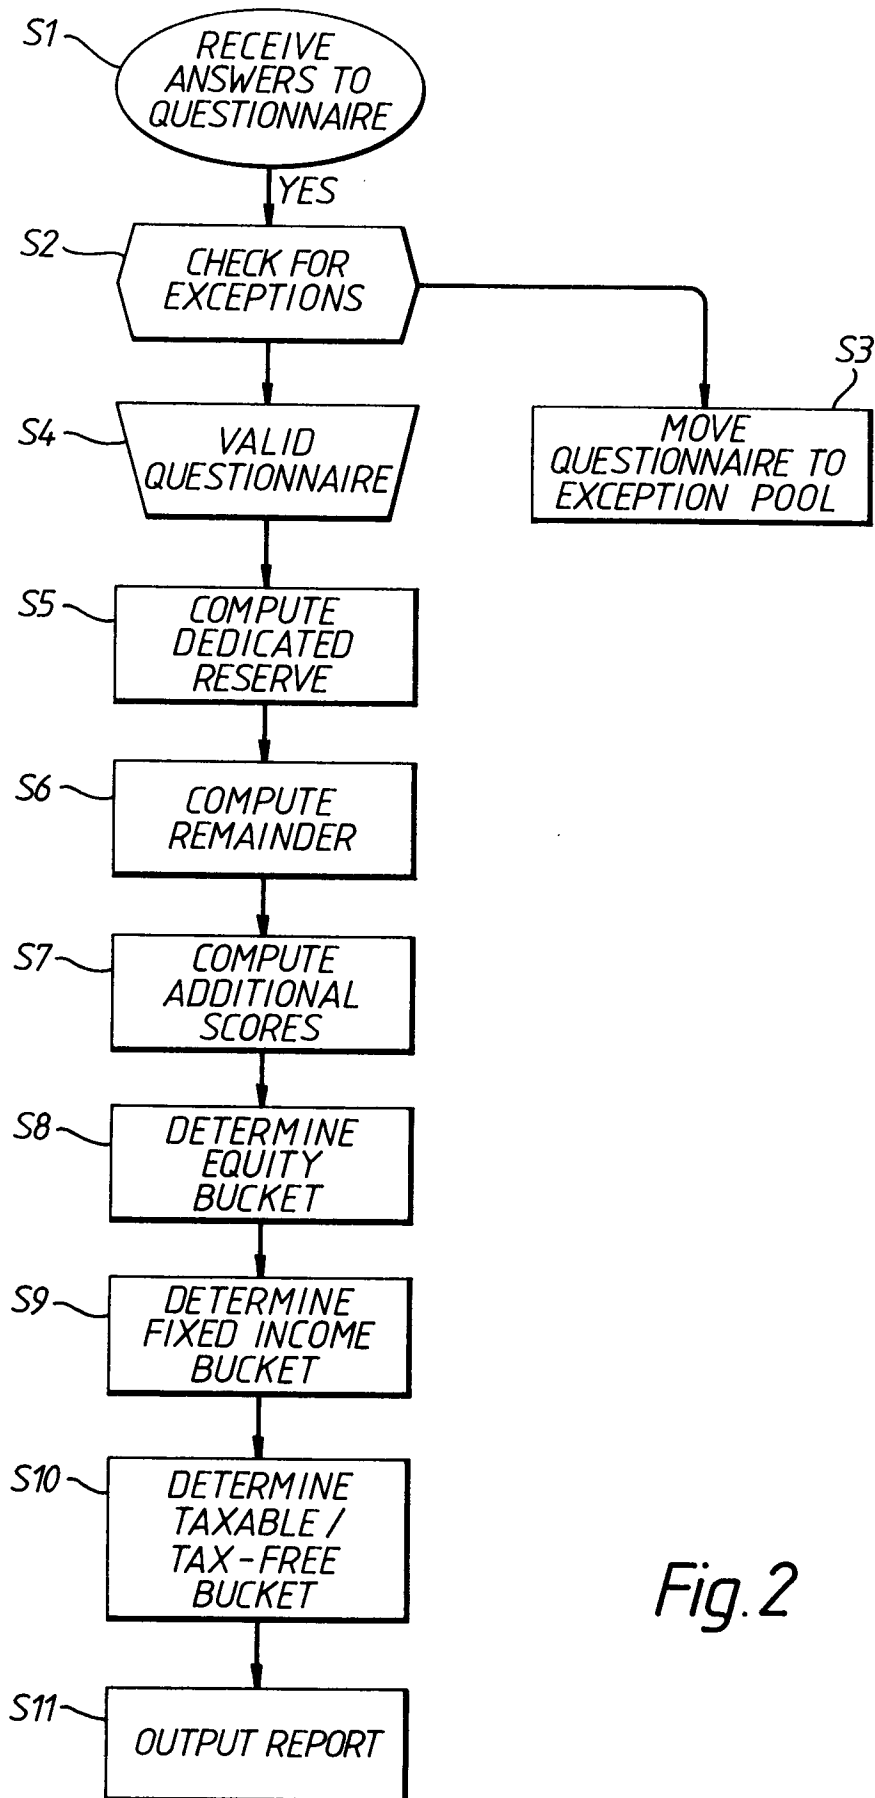 S1
RECEIVE
ANSWERS TO
QUESTIONNAIRE
YES
S2
CHECK FOR
EXCEPTIONS
S3
MOVE
QUESTIONNAIRE TO
EXCEPTION POOL
S4
VALID
QUESTIONNAIRE
S5
COMPUTE
DEDICATED
RESERVE
S6
COMPUTE
REMAINDER
S7
COMPUTE
ADDITIONAL
SCORES
S8
DETERMINE
EQUITY
BUCKET
S9
DETERMINE
FIXED INCOME
BUCKET
S10
DETERMINE
TAXABLE /
TAX-FREE
BUCKET
S11
OUTPUT REPORT
Fig. 2